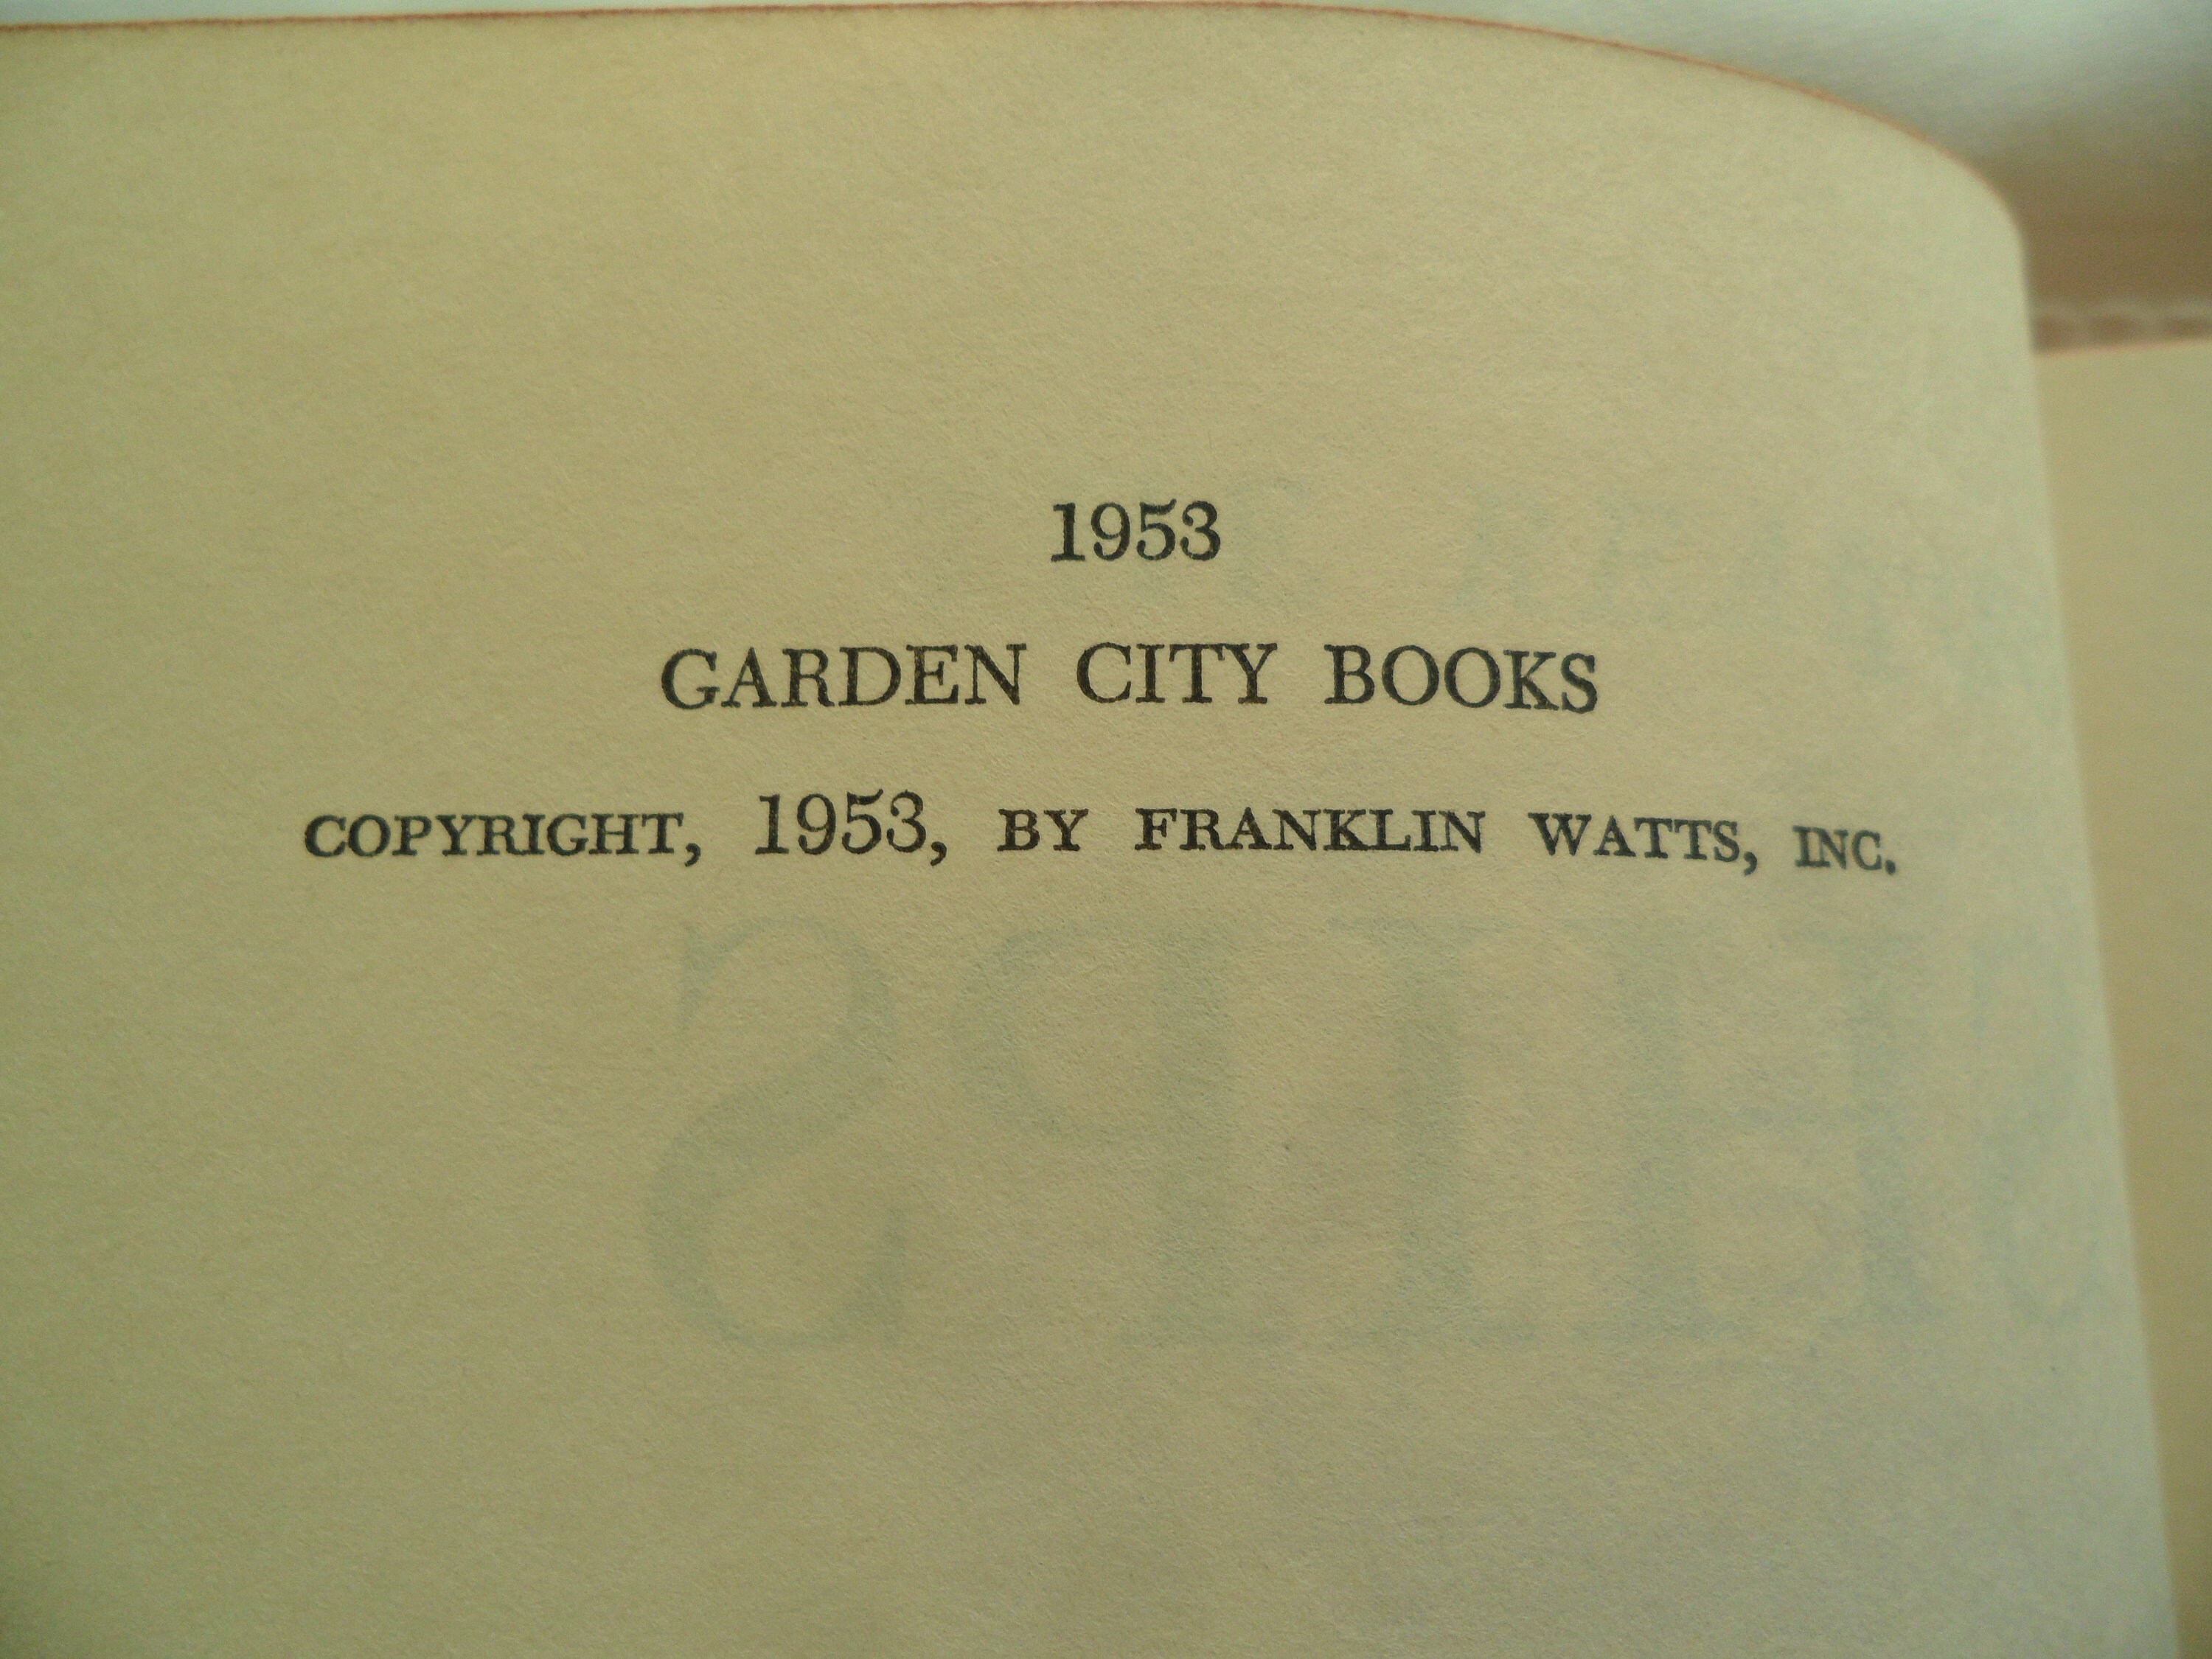 1953
GARDEN CITY BOOKS
COPYRIGHT, 1953, BY FRANKLIN WATTS, INC.